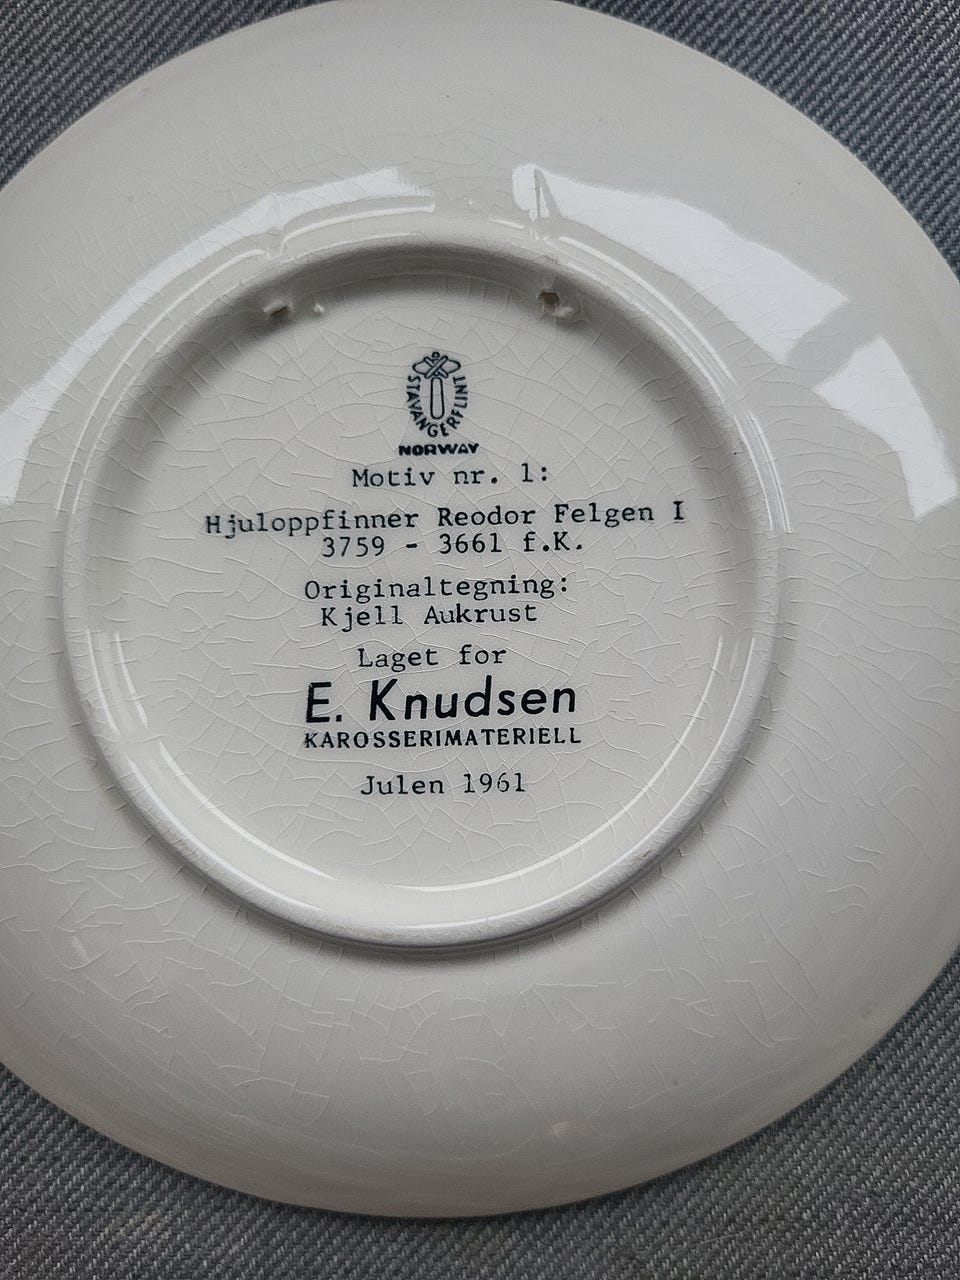 STAVANGERFLINT
NORWAY
Motiv nr. 1:
Hjuloppfinner Reodor Felgen I
3759 - 3661 f.K.
Originaltegning:
Kjell Aukrust
Laget for
E. Knudsen
KAROSSERIMATERIELL
Julen 1961